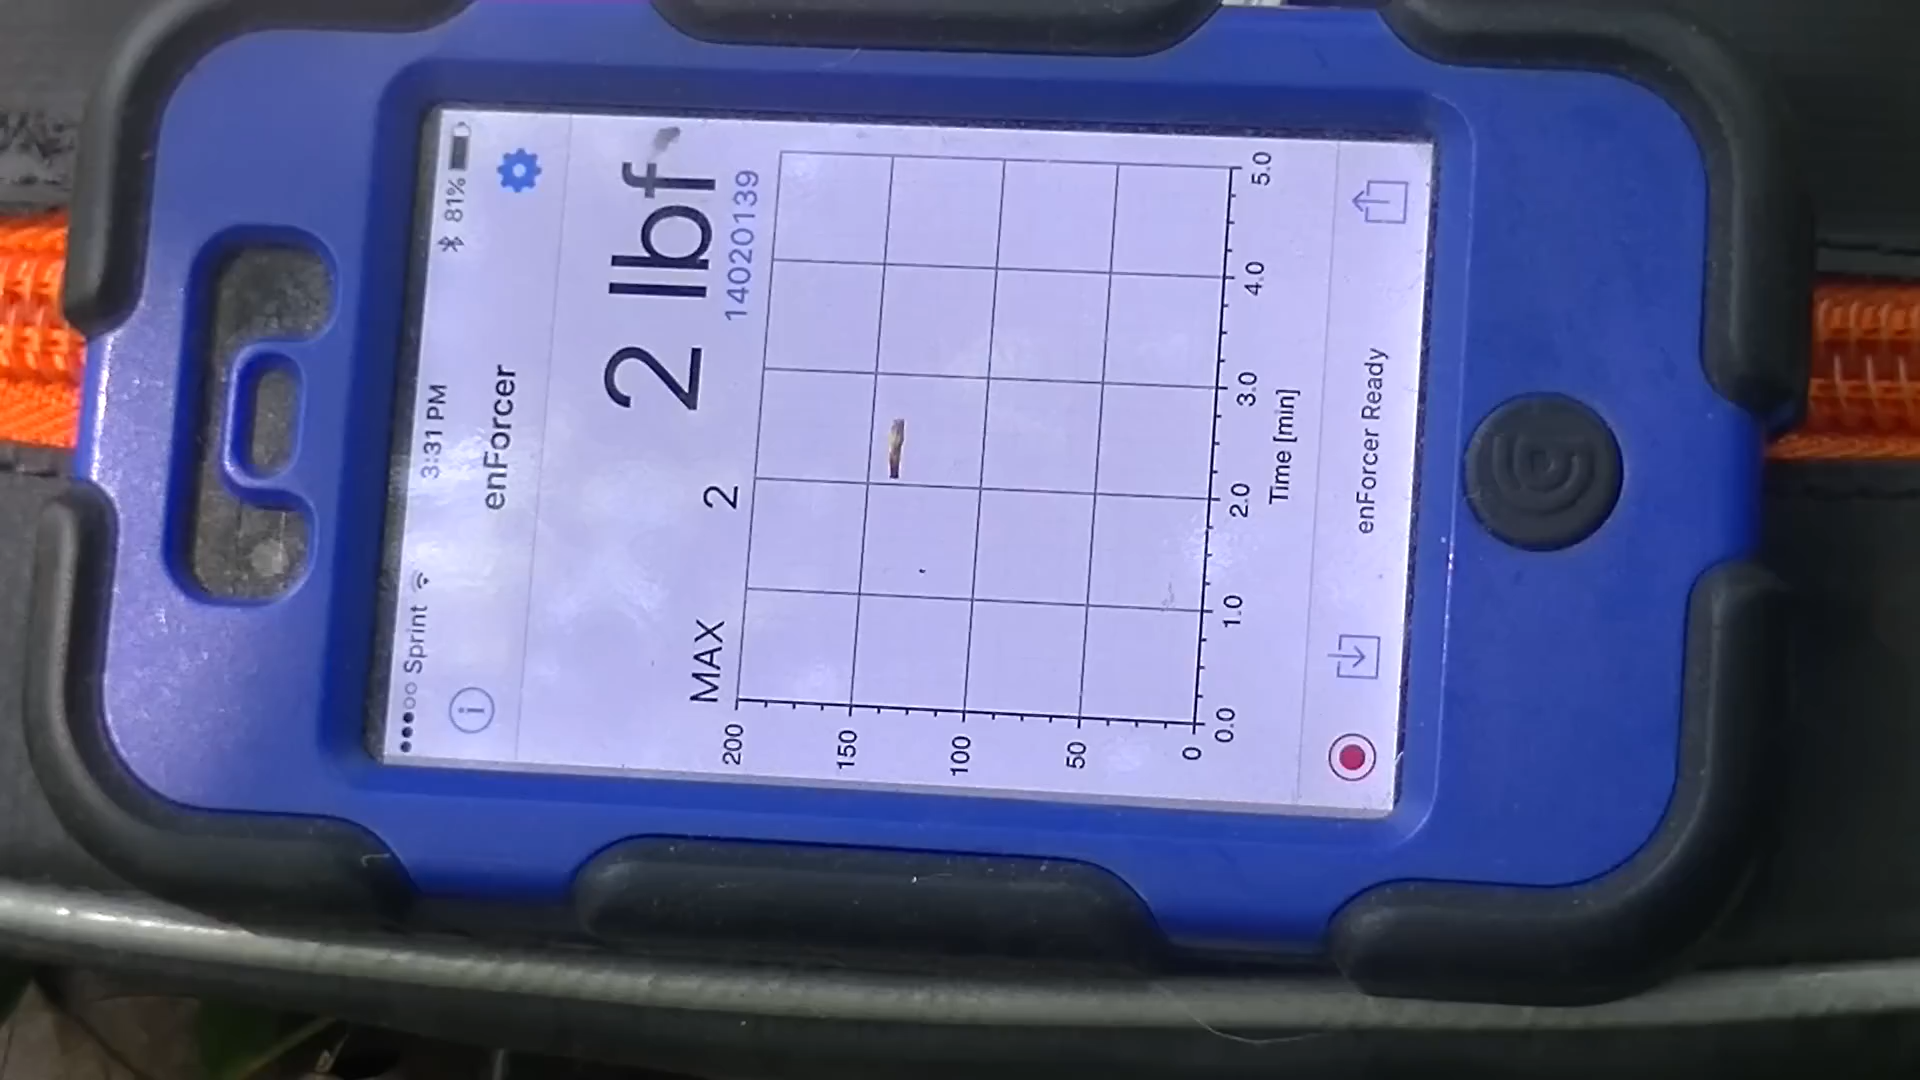 ●●●○○ Sprint 3:31 PM 81%
enForcer
2 lbf
MAX 2 14020139
200
150
100
50
0
0.0 1.0 2.0 3.0 4.0 5.0
Time [min]
enForcer Ready